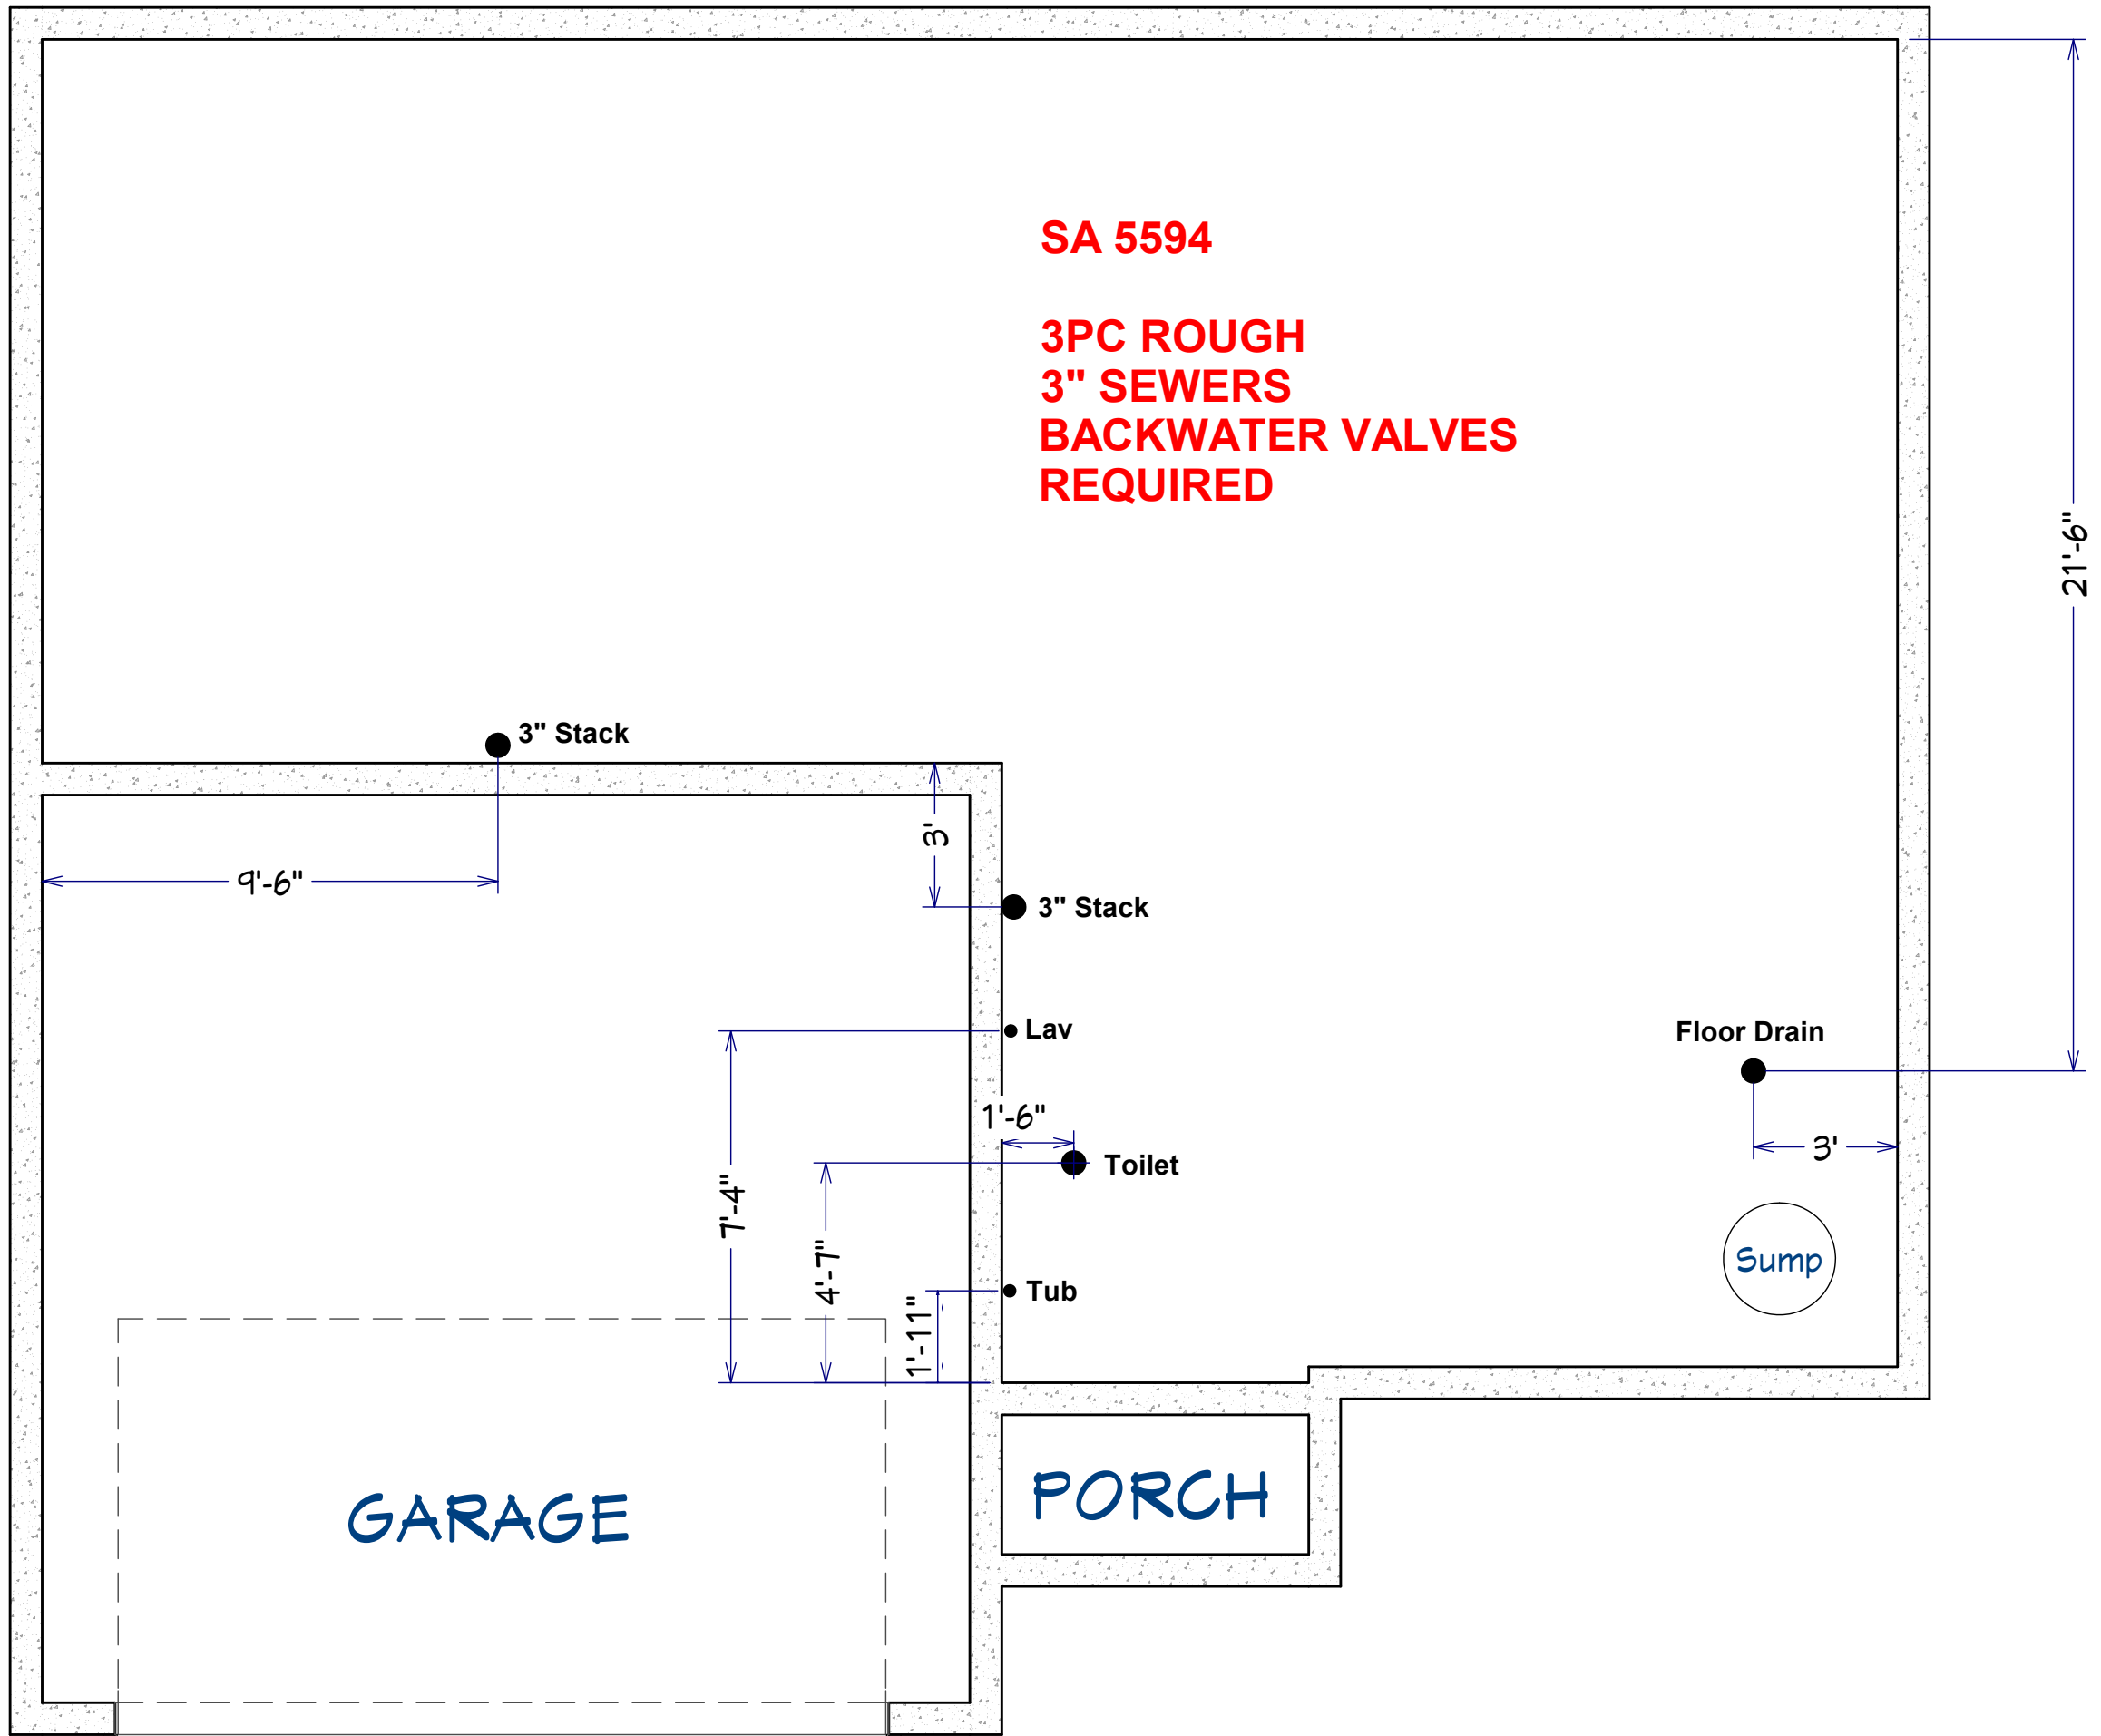 SA 5594
3PC ROUGH
3" SEWERS
BACKWATER VALVES
REQUIRED
21'-6"
3" Stack
3'
9'-6"
3" Stack
Lav
Floor Drain
1'-6"
3'
Toilet
7'-4"
4'-7"
Sump
Tub
1'-11"
PORCH
GARAGE